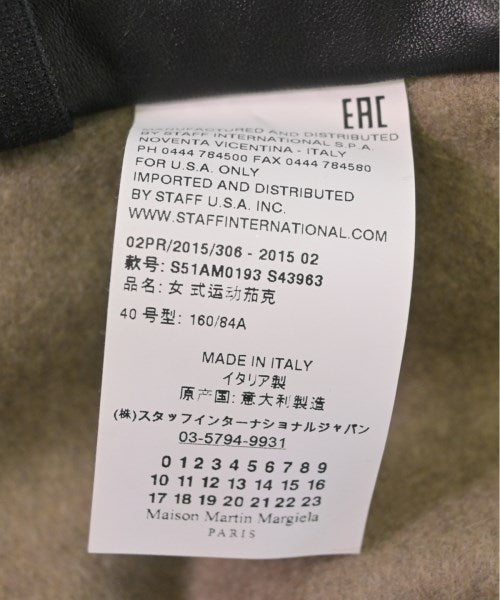 EAC
MANUFACTURED AND DISTRIBUTED
BY STAFF INTERNATIONAL S.P.A.
NOVENTA VICENTINA - ITALY
PH 0444 784500 FAX 0444 784580
FOR U.S.A. ONLY
IMPORTED AND DISTRIBUTED
BY STAFF U.S.A. INC.
WWW.STAFFINTERNATIONAL.COM
02PR/2015/306 - 2015 02
款号: S51AM0193 S43963
品名: 女 式运动茄克
40 号型: 160/84A
MADE IN ITALY
イタリア製
原产国: 意大利製造
(株)スタッフインターナショナルジャパン
03-5794-9931
0 1 2 3 4 5 6 7 8 9
10 11 12 13 14 15 16
17 18 19 20 21 22 23
Maison Martin Margiela
PARIS